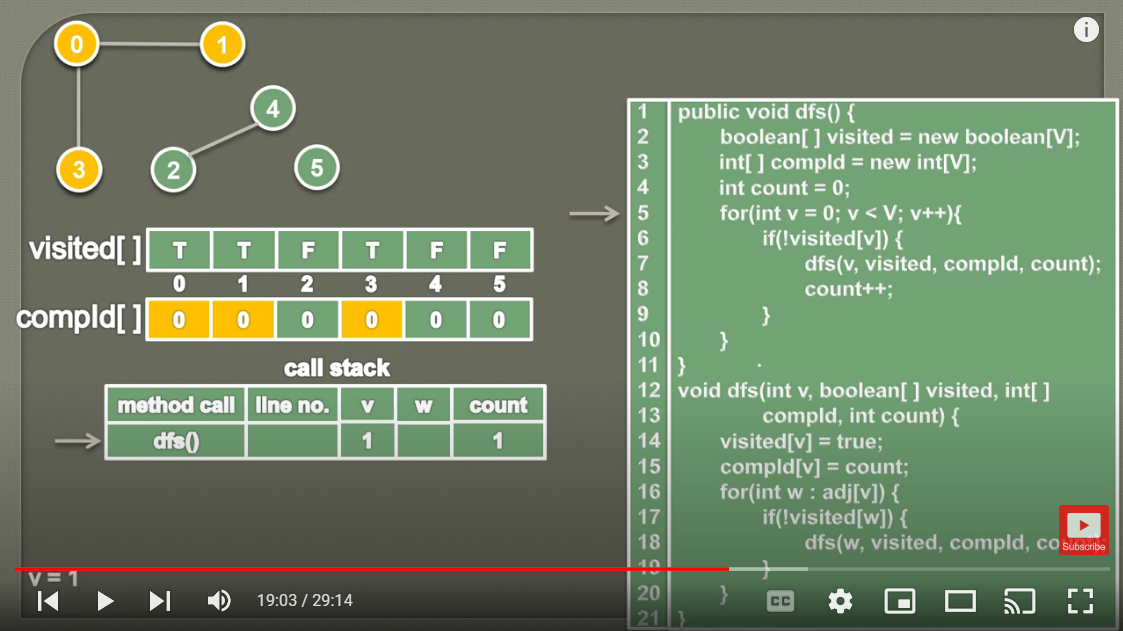 0 1
4
3 2 5
visited[ ] T T F T F F
0 1 2 3 4 5
compId[ ] 0 0 0 0 0 0
call stack
method call line no. v w count
dfs() 1 1
v = 1
1 public void dfs() {
2 boolean[ ] visited = new boolean[V];
3 int[ ] compId = new int[V];
4 int count = 0;
5 for(int v = 0; v < V; v++){
6 if(!visited[v]) {
7 dfs(v, visited, compId, count);
8 count++;
9 }
10 }
11 }
12 void dfs(int v, boolean[ ] visited, int[ ]
13 compId, int count) {
14 visited[v] = true;
15 compId[v] = count;
16 for(int w : adj[v]) {
17 if(!visited[w]) {
18 dfs(w, visited, compId,
19 }
20 }
21 }
Subscribe
19:03 / 29:14
CC
i